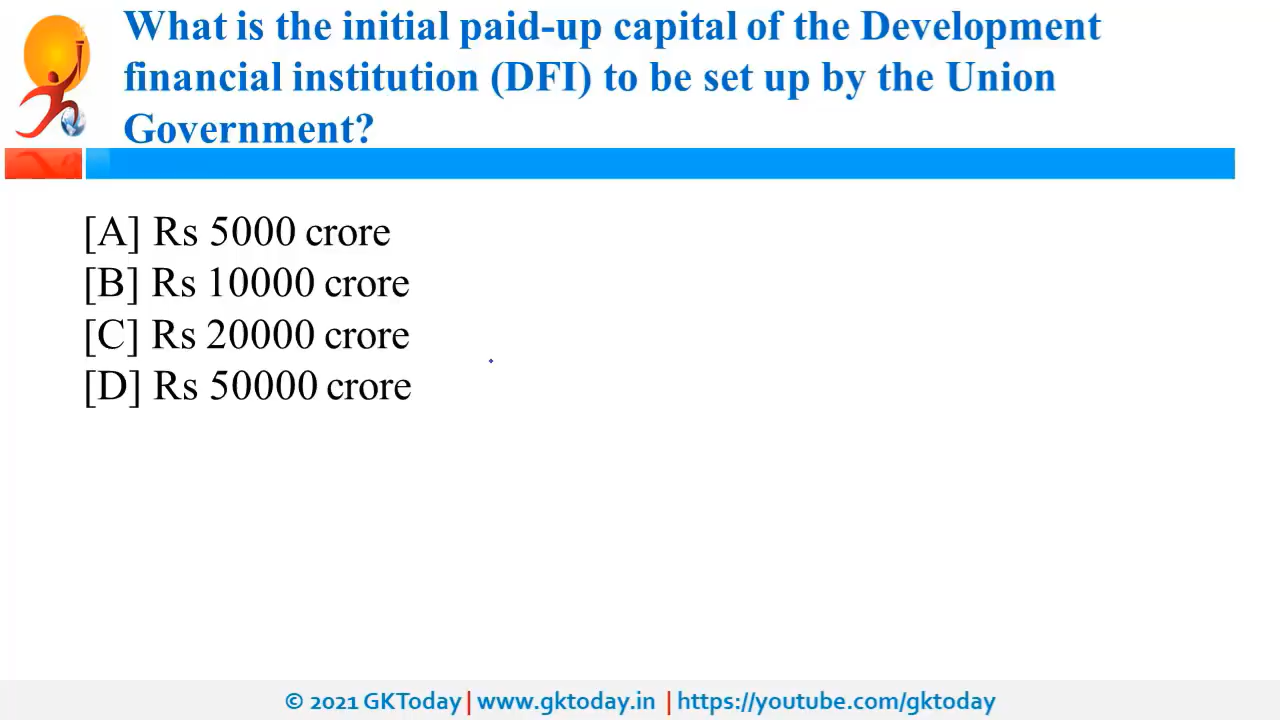 What is the initial paid-up capital of the Development
financial institution (DFI) to be set up by the Union
Government?
[A] Rs 5000 crore
[B] Rs 10000 crore
[C] Rs 20000 crore
[D] Rs 50000 crore
© 2021 GKToday | www.gktoday.in | https://youtube.com/gktoday